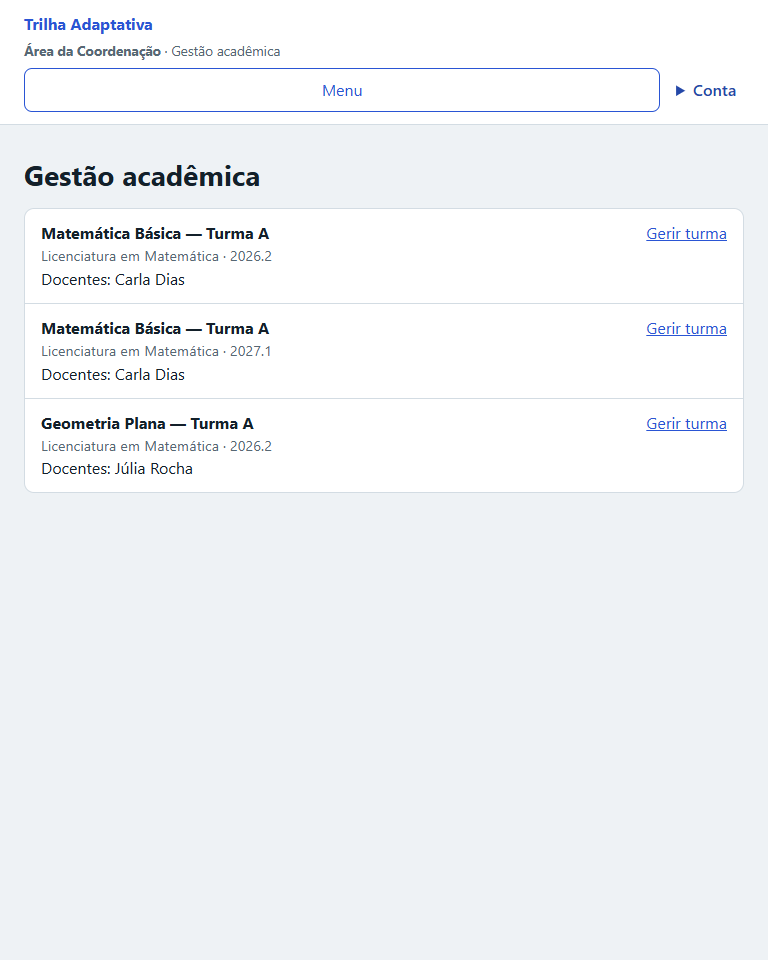 Trilha Adaptativa
Área da Coordenação · Gestão acadêmica
Menu
Conta
Gestão acadêmica
Matemática Básica — Turma A
Gerir turma
Licenciatura em Matemática · 2026.2
Docentes: Carla Dias
Matemática Básica — Turma A
Gerir turma
Licenciatura em Matemática · 2027.1
Docentes: Carla Dias
Geometria Plana — Turma A
Gerir turma
Licenciatura em Matemática · 2026.2
Docentes: Júlia Rocha